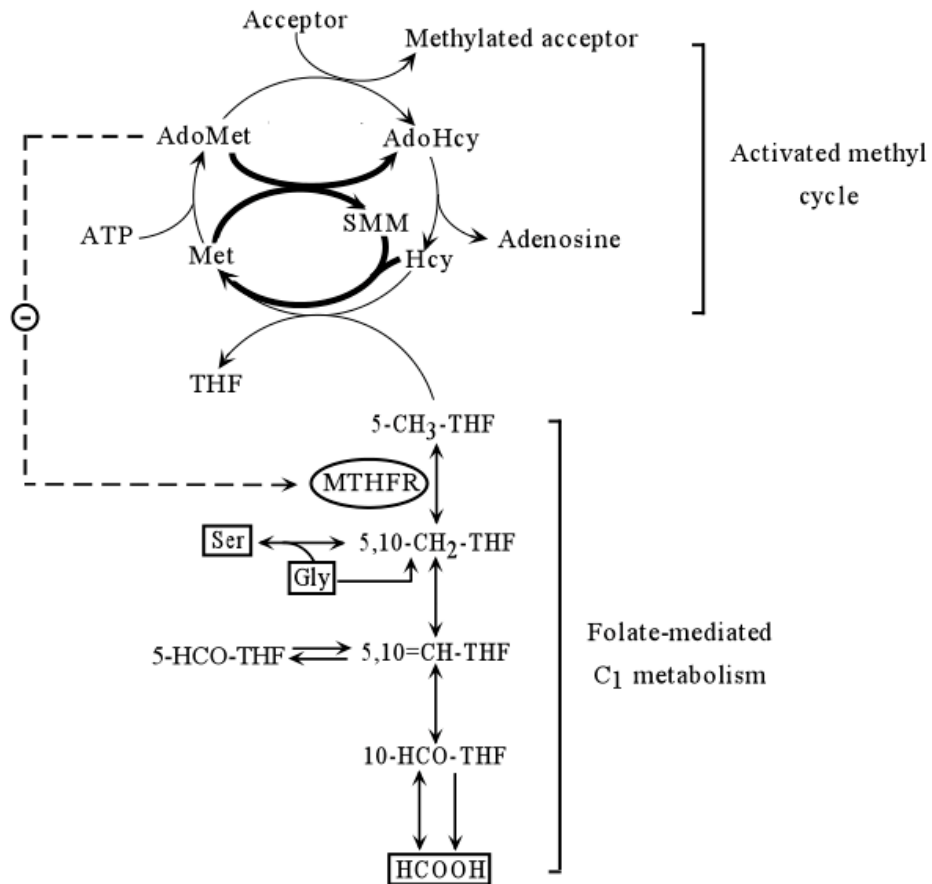 Acceptor
Methylated acceptor
AdoMet
AdoHcy
Activated methyl
cycle
SMM
ATP
Adenosine
Met
Hcy
−
THF
5-CH3-THF
MTHFR
Ser
5,10-CH2-THF
Gly
Folate-mediated
C1 metabolism
5-HCO-THF
5,10=CH-THF
10-HCO-THF
HCOOH